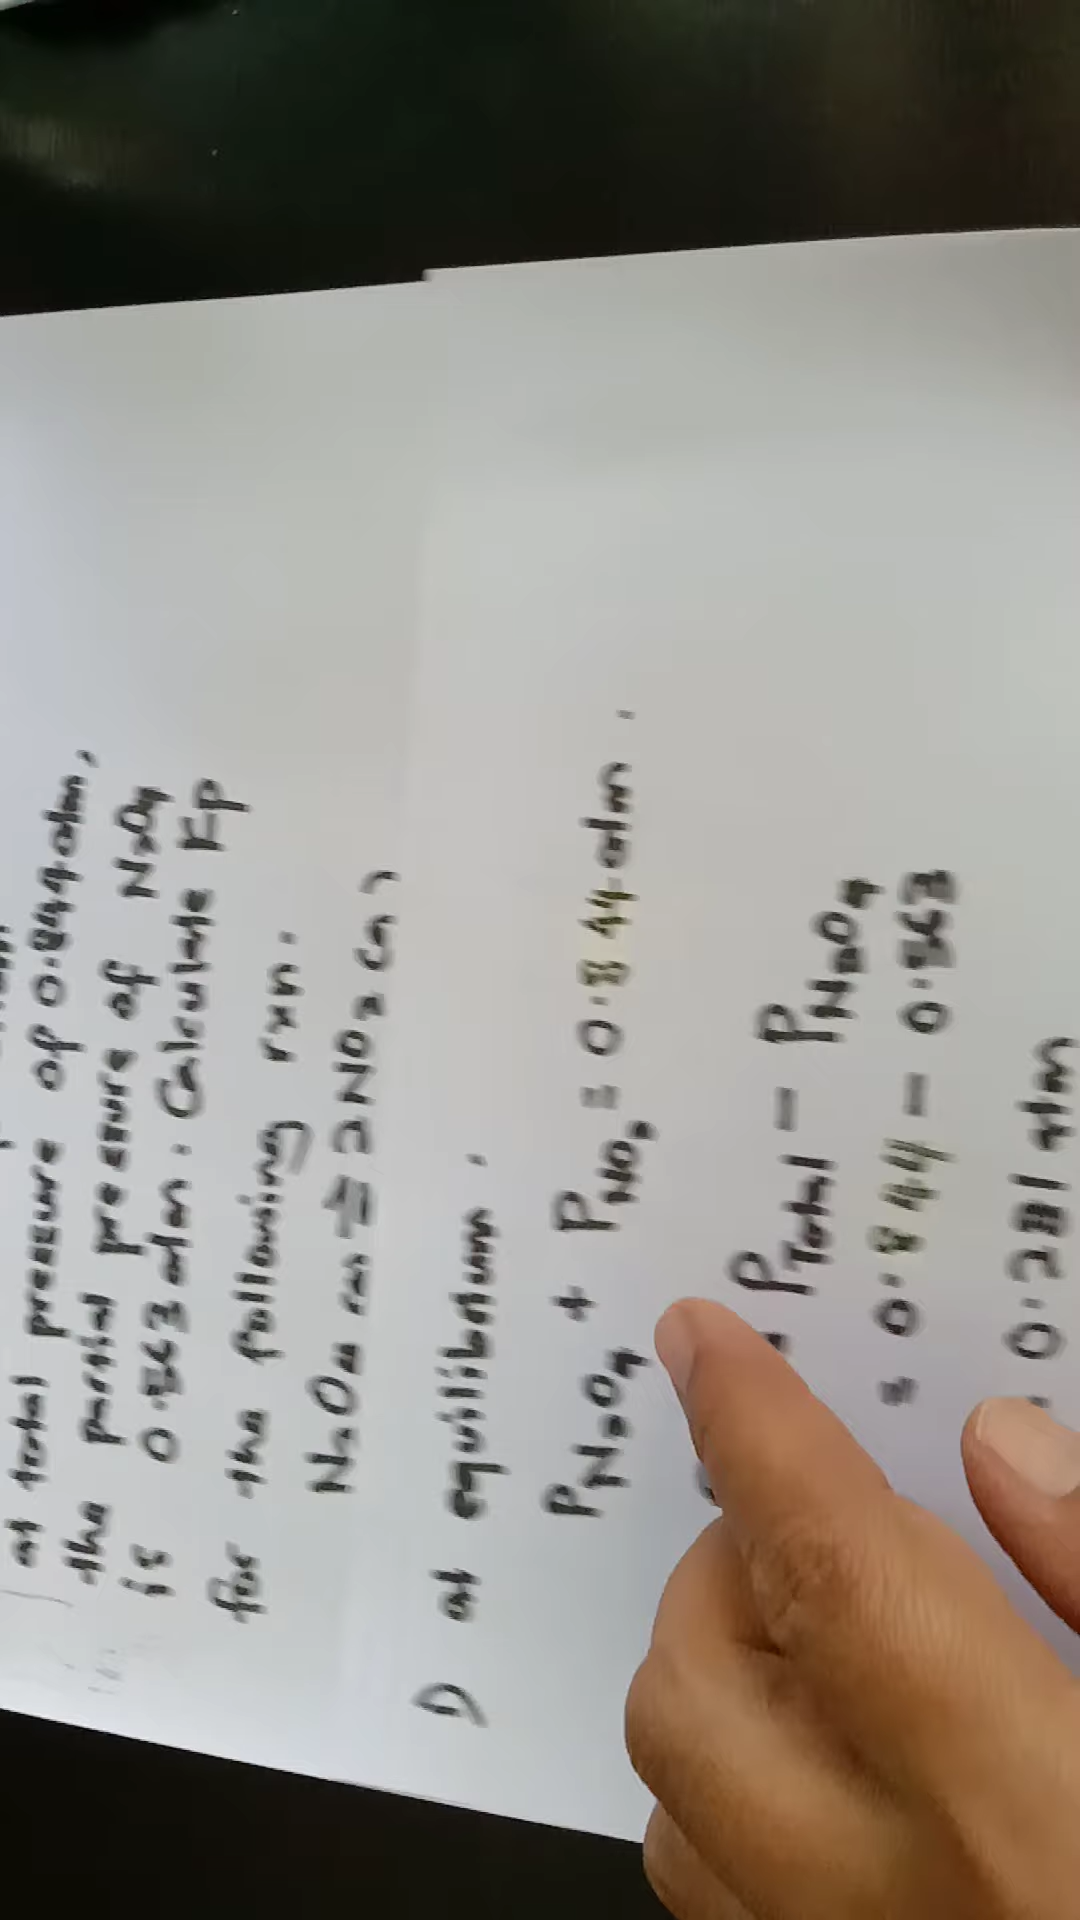 at total pressure of 0.844 atm,
the partial pressure of N2O4
is 0.563 atm. Calculate Kp
for the following rxn.
N2O4 (g) ⇌ 2NO2 (g)
1) at equilibrium.
PN2O4 + PNO2 = 0.844 atm.
= PTotal - PN2O4
= 0.844 - 0.563
0.281 atm